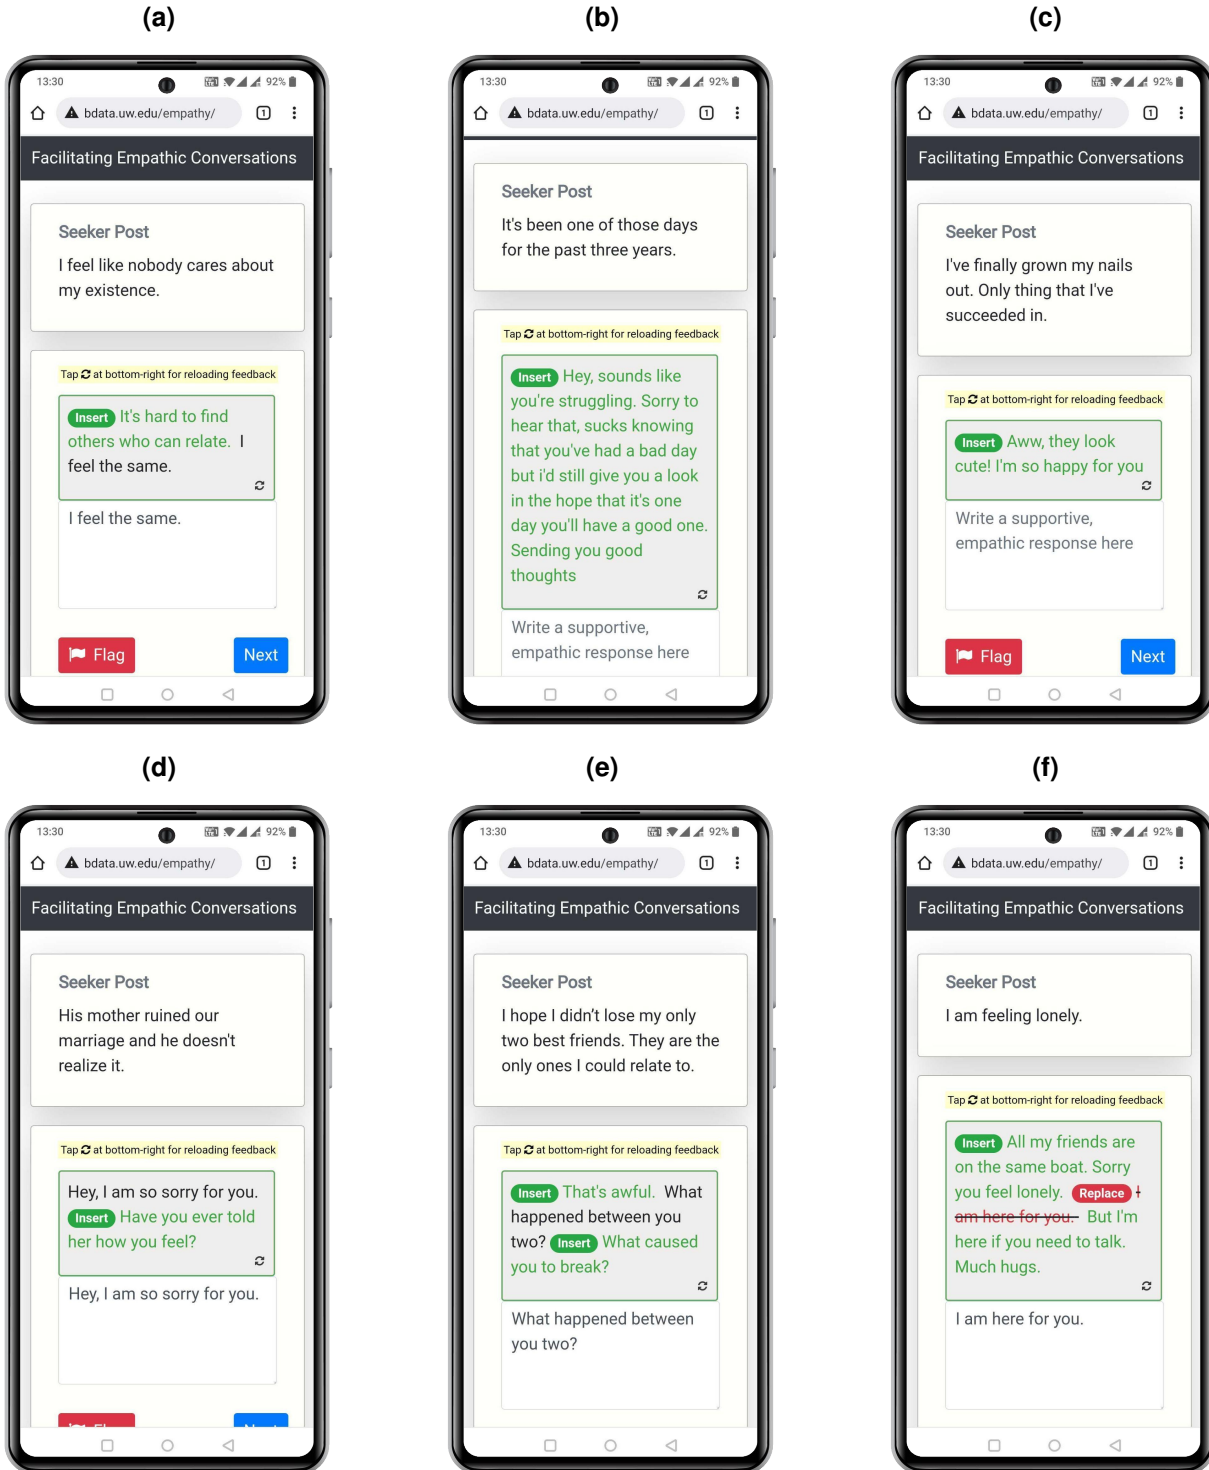 (a)
13:30
92%
bdata.uw.edu/empathy/
1
Facilitating Empathic Conversations
Seeker Post
I feel like nobody cares about
my existence.
Tap at bottom-right for reloading feedback
Insert It's hard to find
others who can relate. I
feel the same.
I feel the same.
Flag
Next
(b)
13:30
92%
bdata.uw.edu/empathy/
1
Seeker Post
It's been one of those days
for the past three years.
Tap at bottom-right for reloading feedback
Insert Hey, sounds like
you're struggling. Sorry to
hear that, sucks knowing
that you've had a bad day
but i'd still give you a look
in the hope that it's one
day you'll have a good one.
Sending you good
thoughts
Write a supportive,
empathic response here
(c)
13:30
92%
bdata.uw.edu/empathy/
1
Facilitating Empathic Conversations
Seeker Post
I've finally grown my nails
out. Only thing that I've
succeeded in.
Tap at bottom-right for reloading feedback
Insert Aww, they look
cute! I'm so happy for you
Write a supportive,
empathic response here
Flag
Next
(d)
13:30
92%
bdata.uw.edu/empathy/
1
Facilitating Empathic Conversations
Seeker Post
His mother ruined our
marriage and he doesn't
realize it.
Tap at bottom-right for reloading feedback
Hey, I am so sorry for you.
Insert Have you ever told
her how you feel?
Hey, I am so sorry for you.
(e)
13:30
92%
bdata.uw.edu/empathy/
1
Facilitating Empathic Conversations
Seeker Post
I hope I didn’t lose my only
two best friends. They are the
only ones I could relate to.
Tap at bottom-right for reloading feedback
Insert That's awful. What
happened between you
two? Insert What caused
you to break?
What happened between
you two?
(f)
13:30
92%
bdata.uw.edu/empathy/
1
Facilitating Empathic Conversations
Seeker Post
I am feeling lonely.
Tap at bottom-right for reloading feedback
Insert All my friends are
on the same boat. Sorry
you feel lonely. Replace I
am here for you. But I'm
here if you need to talk.
Much hugs.
I am here for you.